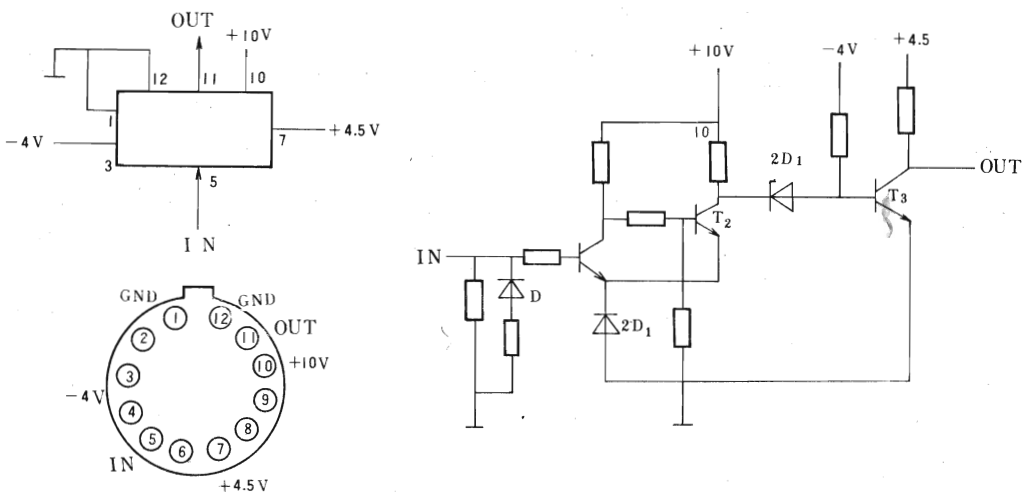 OUT
+10V
12
11
10
1
7
+4.5V
-4V
3
5
IN
GND
GND
1
12
OUT
2
11
10
+10V
3
-4V
9
4
8
5
6
7
IN
+4.5V
+10V
-4V
+4.5
10
2D1
OUT
T3
T2
IN
D
2D1